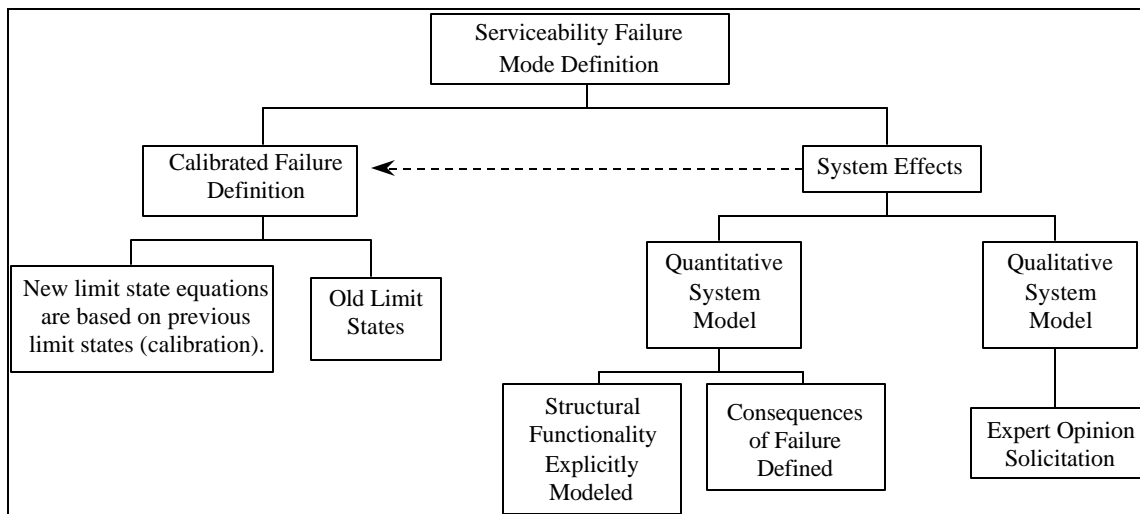 Serviceability Failure
Mode Definition
Calibrated Failure
Definition
System Effects
New limit state equations
are based on previous
limit states (calibration).
Old Limit
States
Quantitative
System
Model
Qualitative
System
Model
Structural
Functionality
Explicitly
Modeled
Consequences
of Failure
Defined
Expert Opinion
Solicitation